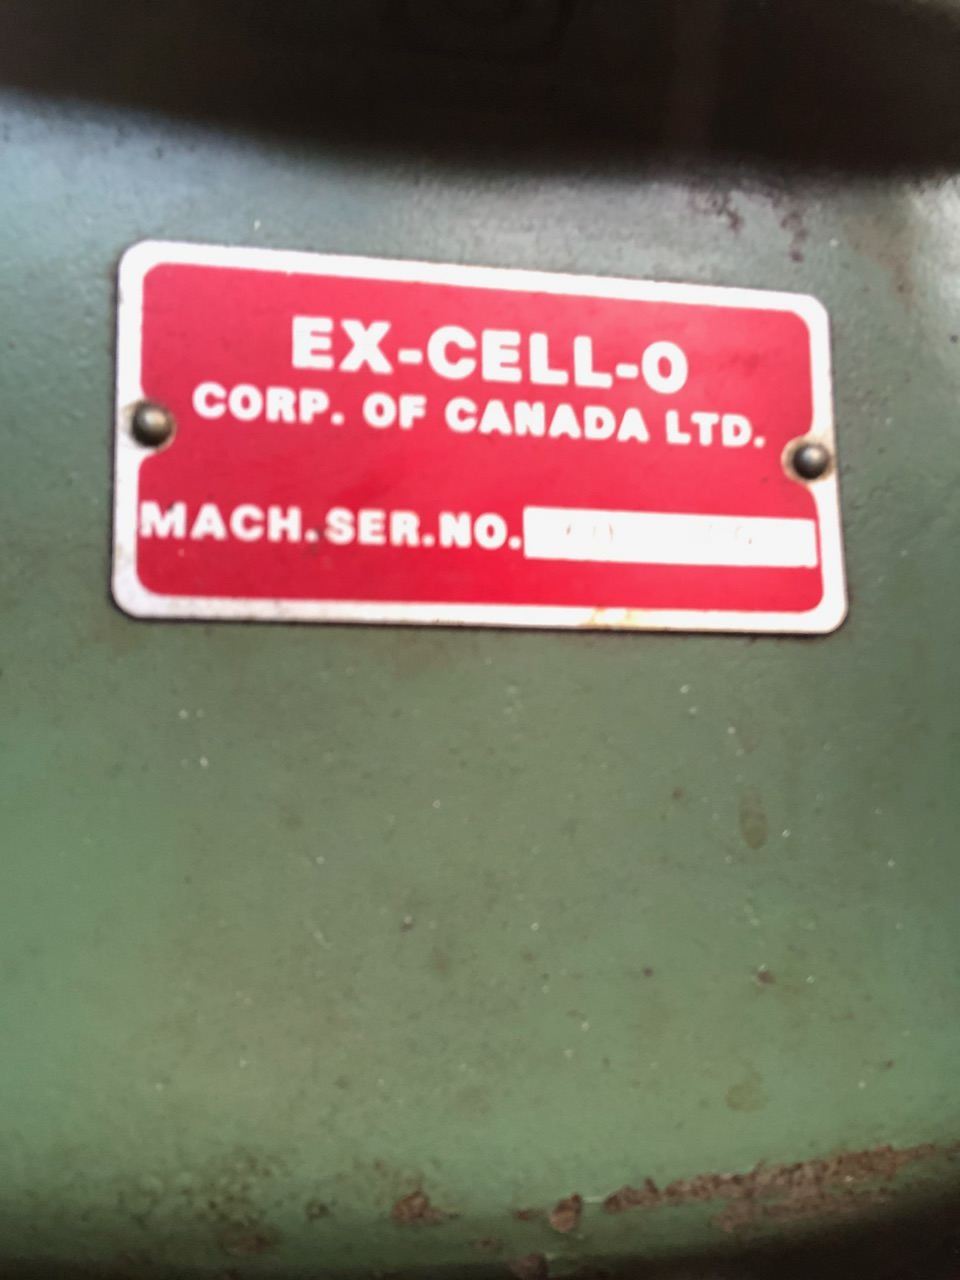 EX-CELL-O
CORP. OF CANADA LTD.
MACH.SER.NO.